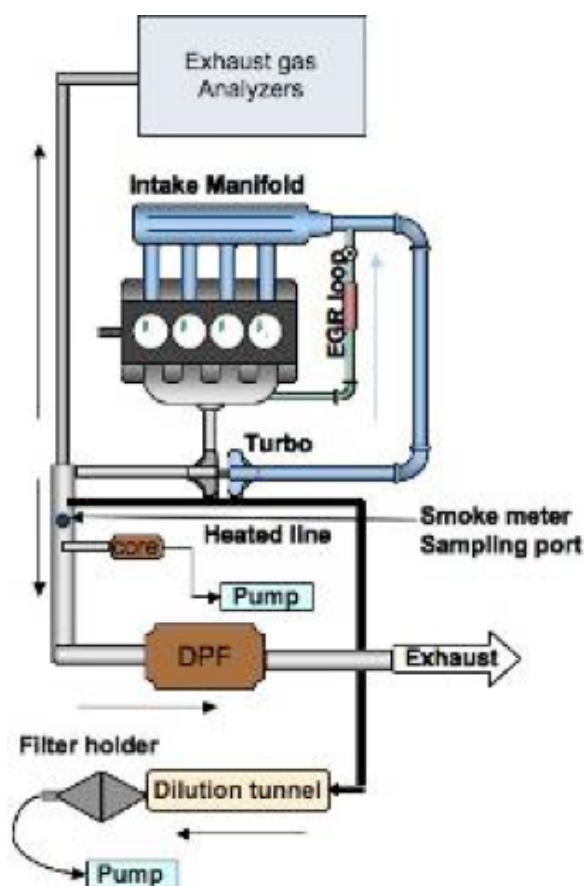 Exhaust gas
Analyzers
Intake Manifold
EGR loop
Turbo
Heated line
Smoke meter
Sampling port
core
Pump
DPF
Exhaust
Filter holder
Dilution tunnel
Pump